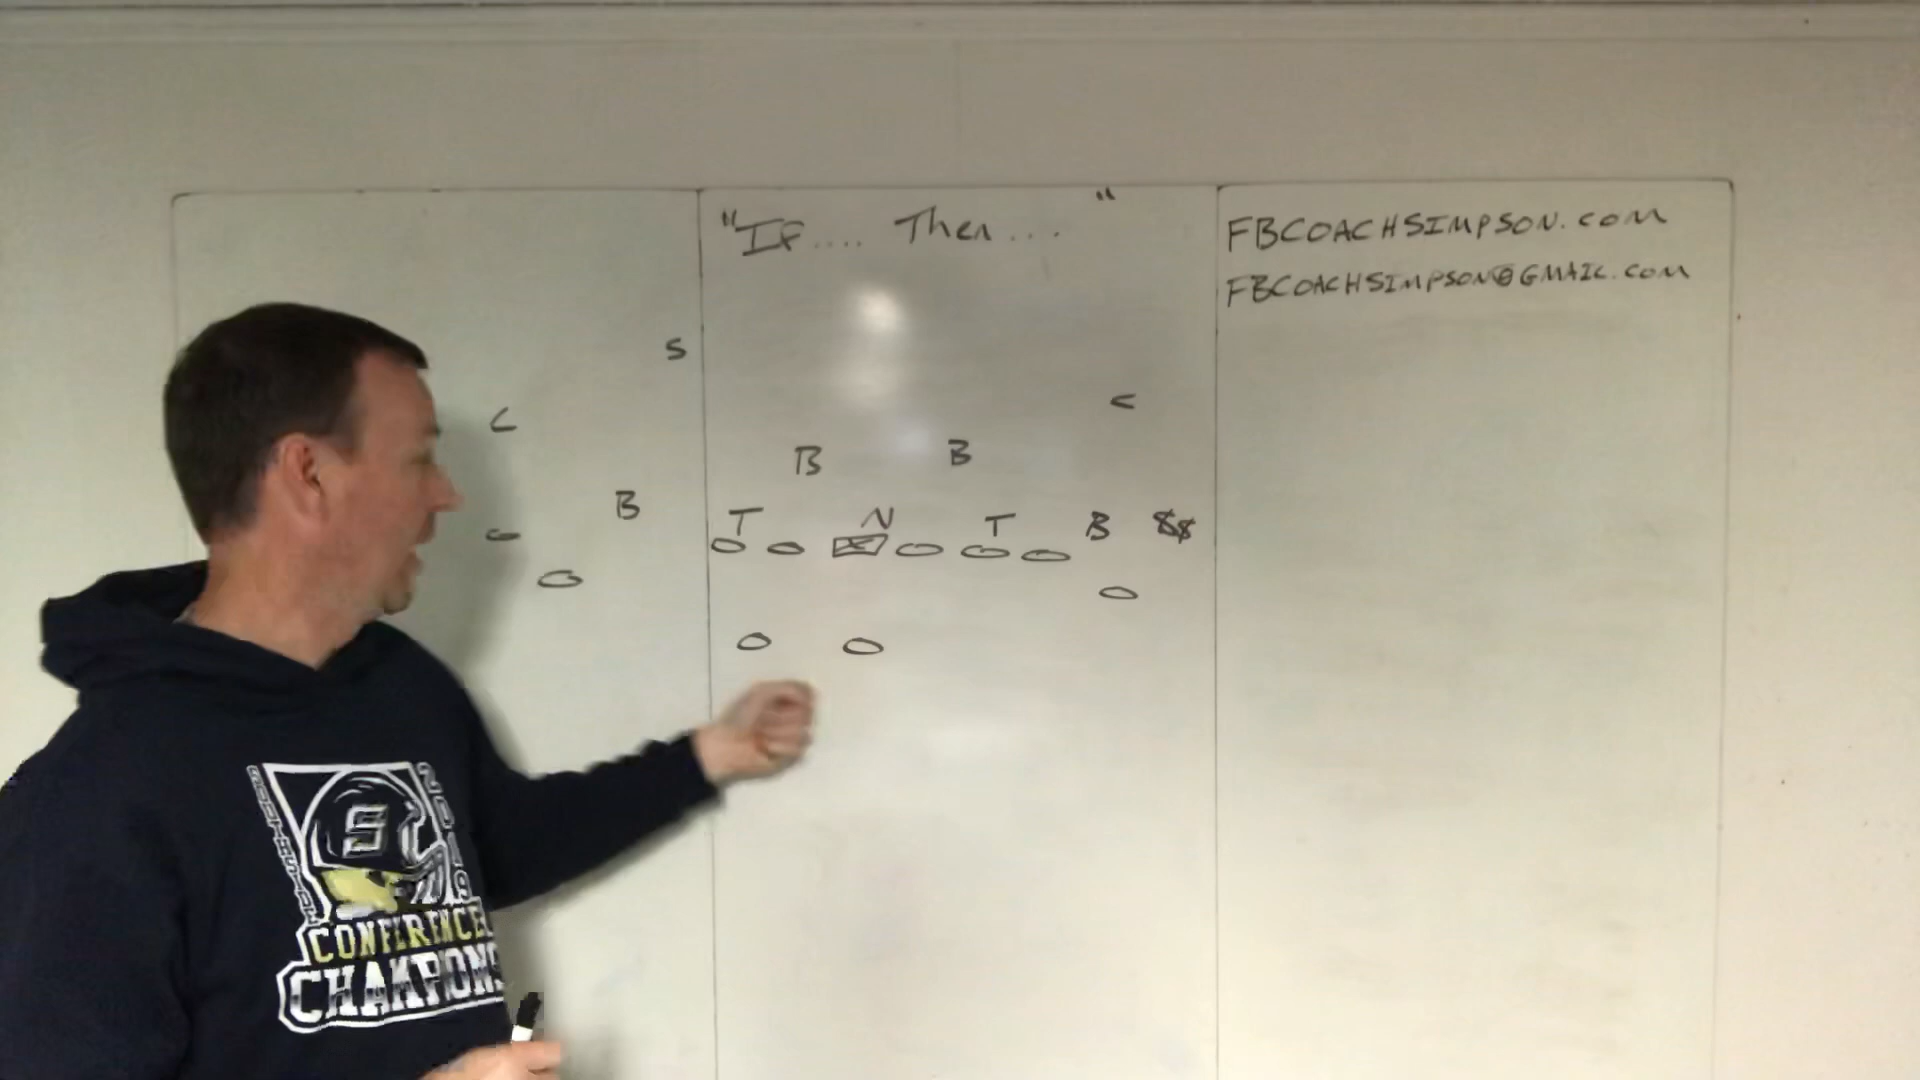 "If.... Then..."
FBCOACHSIMPSON.COM
FBCOACHSIMPSON@GMAIL.COM
S
C
C
B
B
B
T
N
T
B
$$
S
CONFERENCE
CHAMPIONS